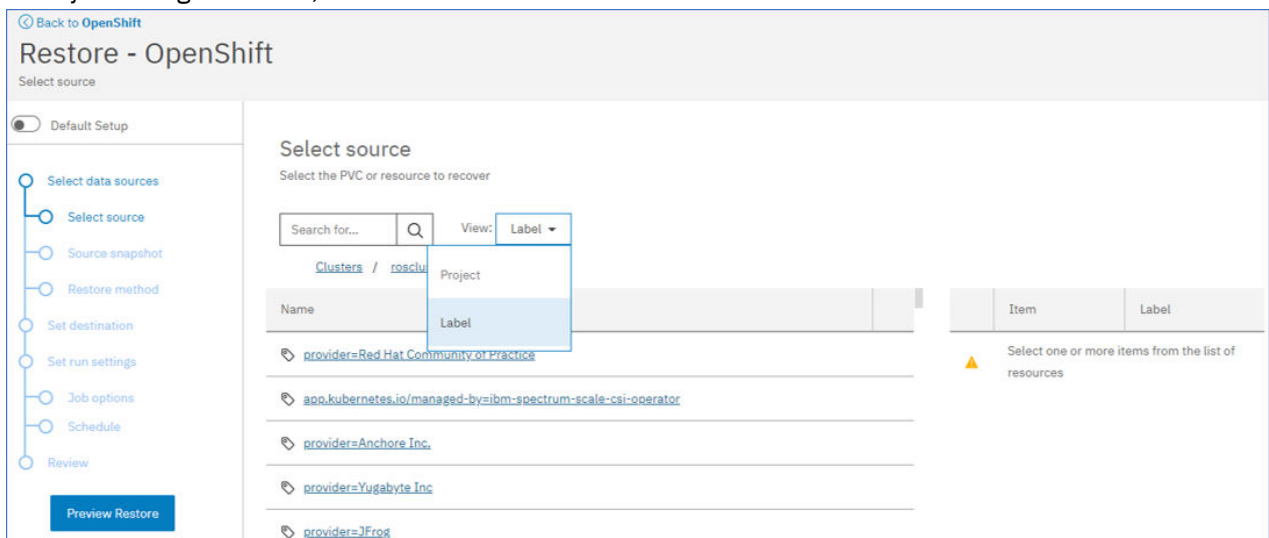 Back to OpenShift
Restore - OpenShift
Select source
Default Setup
Select data sources
Select source
Source snapshot
Restore method
Set destination
Set run settings
Job options
Schedule
Review
Preview Restore
Select source
Select the PVC or resource to recover
Search for...
View: Label
Project
Label
Clusters / rosclu
Name
provider=Red Hat Community of Practice
app.kubernetes.io/managed-by=ibm-spectrum-scale-csi-operator
provider=Anchore Inc.
provider=Yugabyte Inc
provider=JFrog
Item Label
Select one or more items from the list of
resources